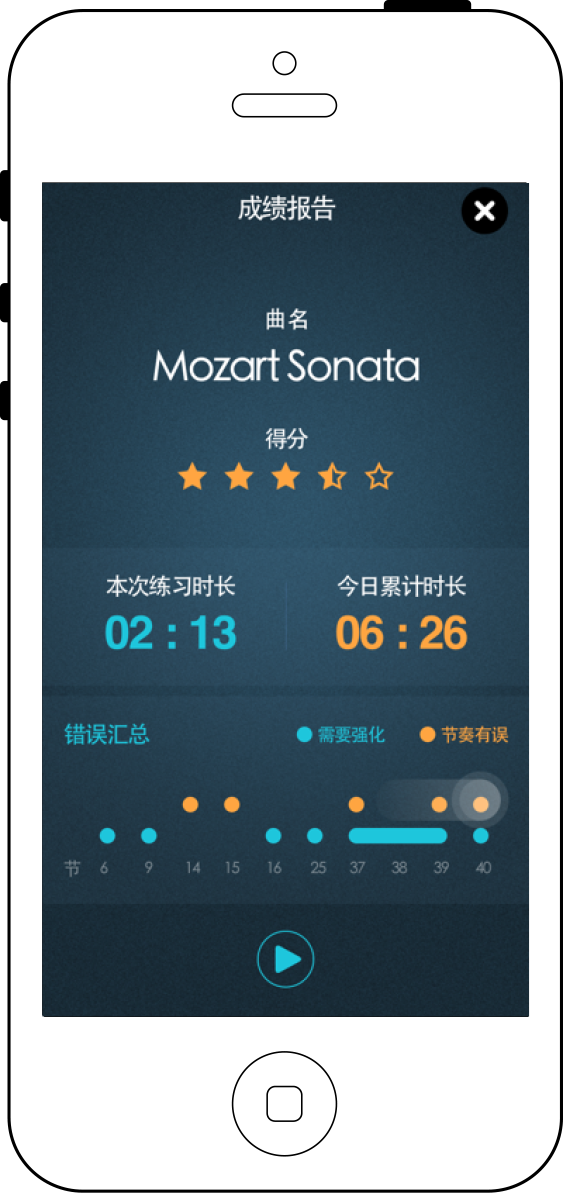 成绩报告
曲名
Mozart Sonata
得分
本次练习时长 今日累计时长
02 : 13 06 : 26
错误汇总 需要强化 节奏有误
节 6 9 14 15 16 25 37 38 39 40